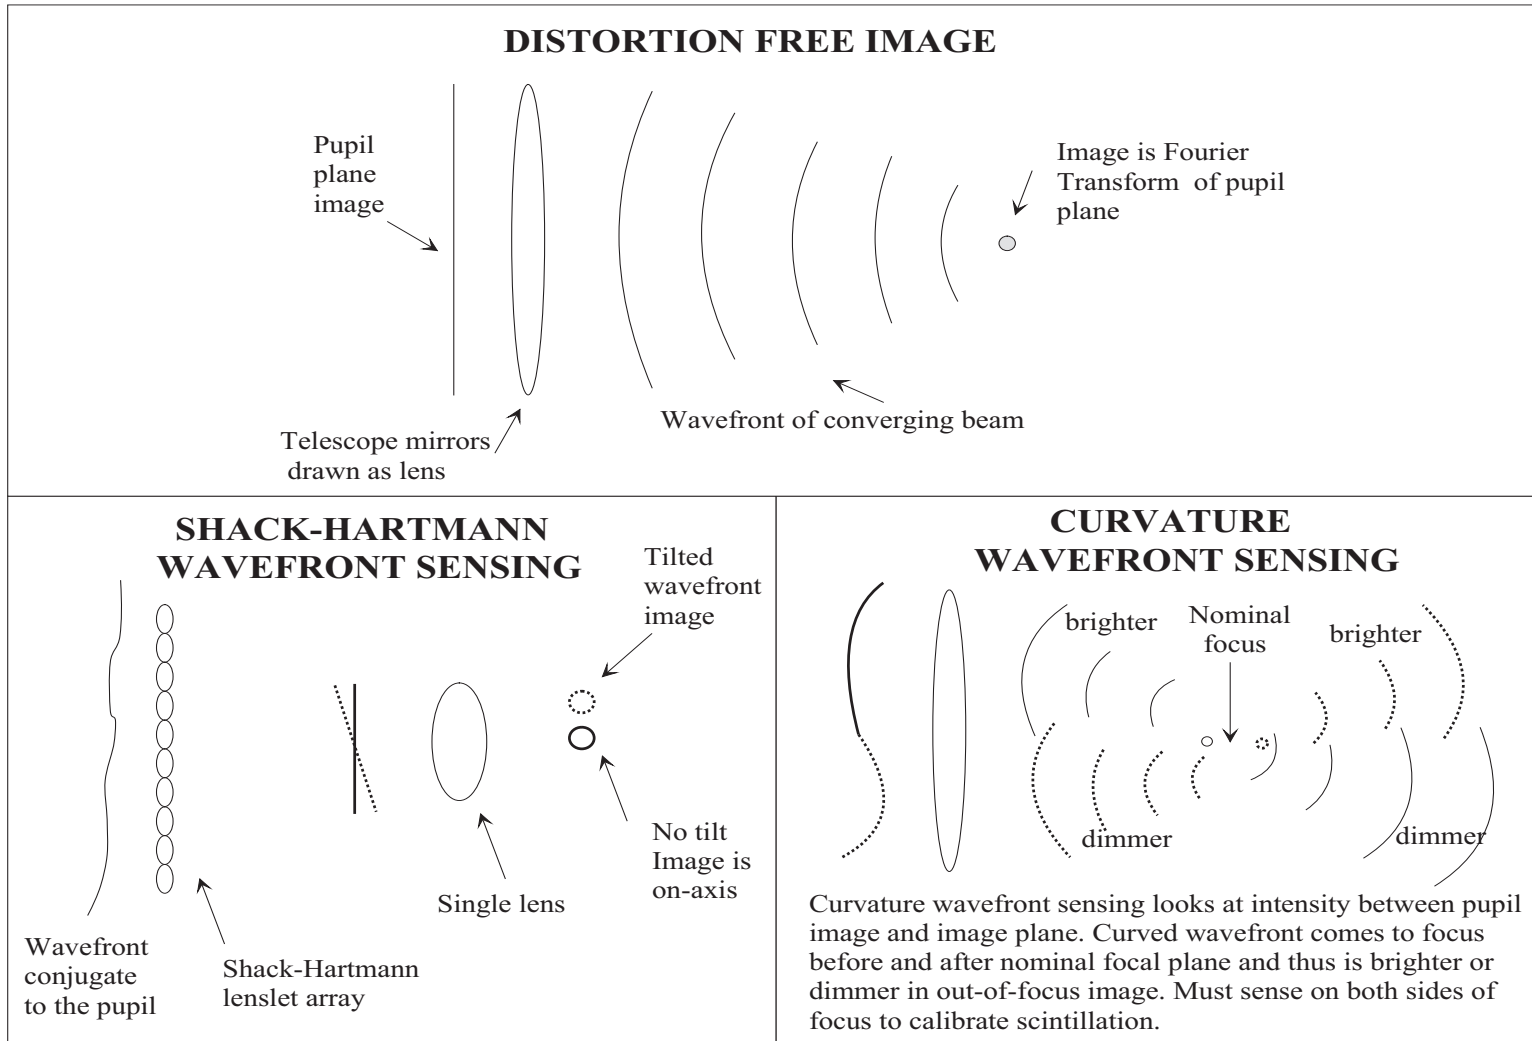 DISTORTION FREE IMAGE
Pupil
plane
image
Image is Fourier
Transform of pupil
plane
Wavefront of converging beam
Telescope mirrors
drawn as lens
SHACK-HARTMANN
WAVEFRONT SENSING
Tilted
wavefront
image
No tilt
Image is
on-axis
Single lens
Wavefront
conjugate
to the pupil
Shack-Hartmann
lenslet array
CURVATURE
WAVEFRONT SENSING
brighter
Nominal
focus
brighter
dimmer
dimmer
Curvature wavefront sensing looks at intensity between pupil
image and image plane. Curved wavefront comes to focus
before and after nominal focal plane and thus is brighter or
dimmer in out-of-focus image. Must sense on both sides of
focus to calibrate scintillation.